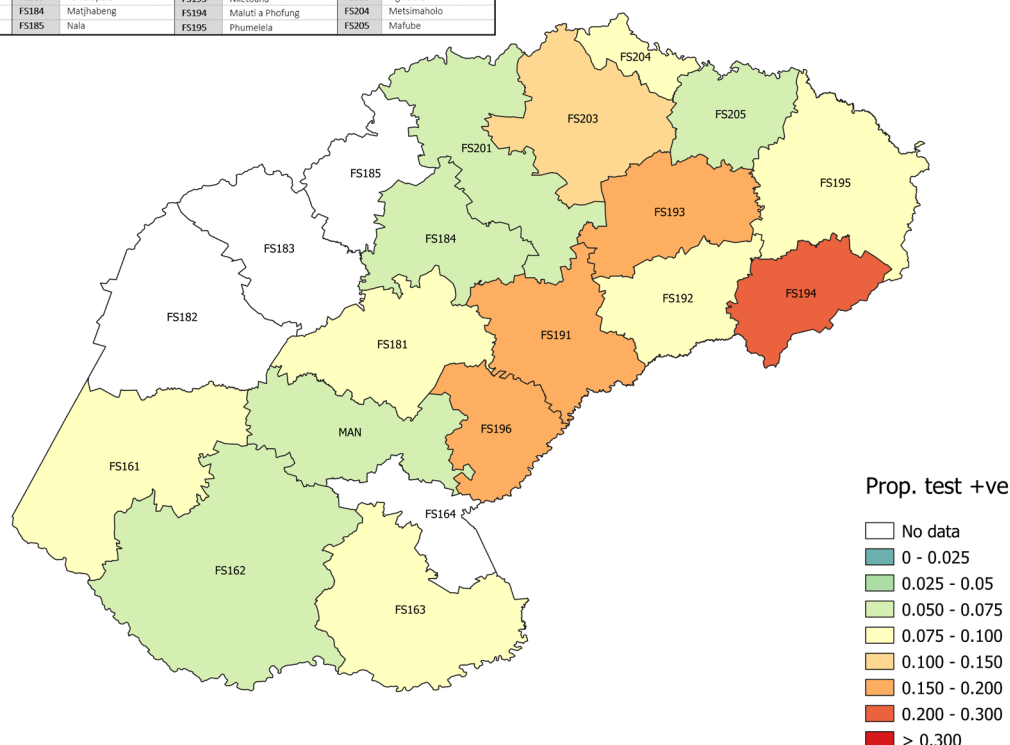 FS184 Matjhabeng FS194 Maluti a Phofung FS204 Metsimaholo
FS185 Nala FS195 Phumelela FS205 Mafube
FS204
FS203
FS205
FS201
FS185
FS195
FS193
FS184
FS183
FS194
FS192
FS182
FS191
FS181
FS196
MAN
FS161
FS164
FS162
FS163
Prop. test +ve
No data
0 - 0.025
0.025 - 0.05
0.050 - 0.075
0.075 - 0.100
0.100 - 0.150
0.150 - 0.200
0.200 - 0.300
> 0.300